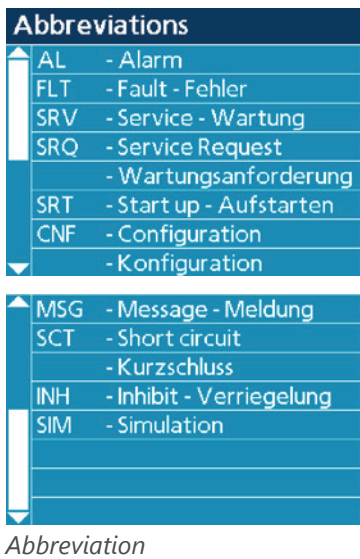 Abbreviations
AL - Alarm
FLT - Fault - Fehler
SRV - Service - Wartung
SRQ - Service Request
- Wartungsanforderung
SRT - Start up - Aufstarten
CNF - Configuration
- Konfiguration
MSG - Message - Meldung
SCT - Short circuit
- Kurzschluss
INH - Inhibit - Verriegelung
SIM - Simulation
Abbreviation